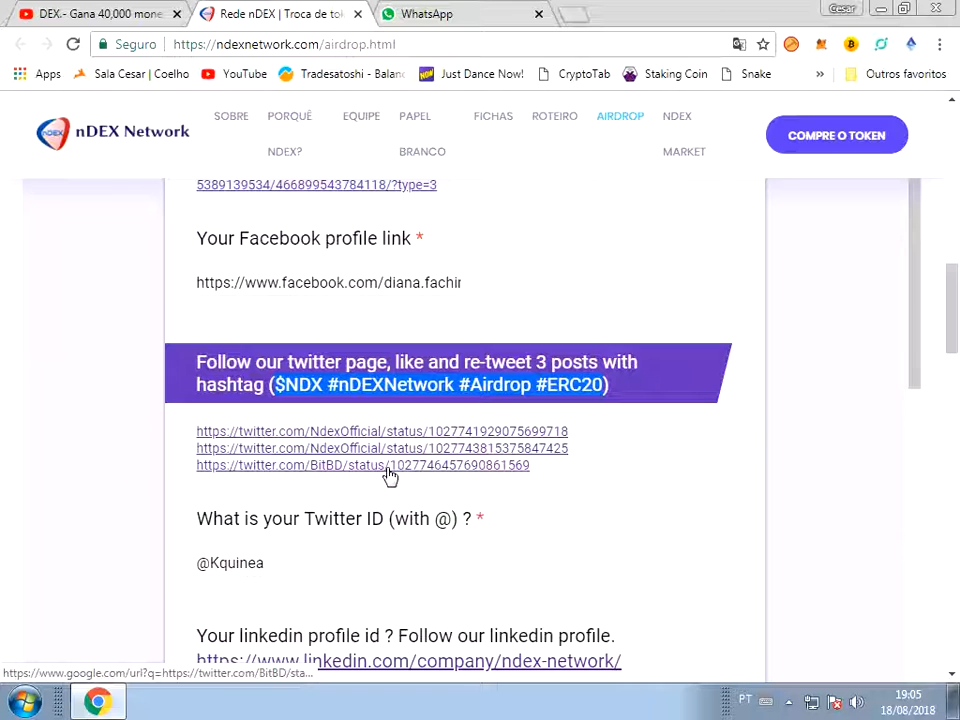 DEX.- Gana 40,000 mone
Rede nDEX | Troca de to
WhatsApp
Cesar
Seguro
https://ndexnetwork.com/airdrop.html
Apps
Sala Cesar | Coelho
YouTube
Tradesatoshi - Balan
Just Dance Now!
CryptoTab
Staking Coin
Snake
»
Outros favoritos
nDEX Network
SOBRE
PORQUÊ NDEX?
EQUIPE
PAPEL BRANCO
FICHAS
ROTEIRO
AIRDROP
NDEX MARKET
COMPRE O TOKEN
5389139534/466899543784118/?type=3
Your Facebook profile link *
https://www.facebook.com/diana.fachin
Follow our twitter page, like and re-tweet 3 posts with
hashtag ($NDX #nDEXNetwork #Airdrop #ERC20)
https://twitter.com/NdexOfficial/status/1027741929075699718
https://twitter.com/NdexOfficial/status/1027743815375847425
https://twitter.com/BitBD/status/1027746457690861569
What is your Twitter ID (with @) ? *
@Kquinea
Your linkedin profile id ? Follow our linkedin profile.
https://www.linkedin.com/company/ndex-network/
https://www.google.com/url?q=https://twitter.com/BitBD/sta...
PT
19:05
18/08/2018